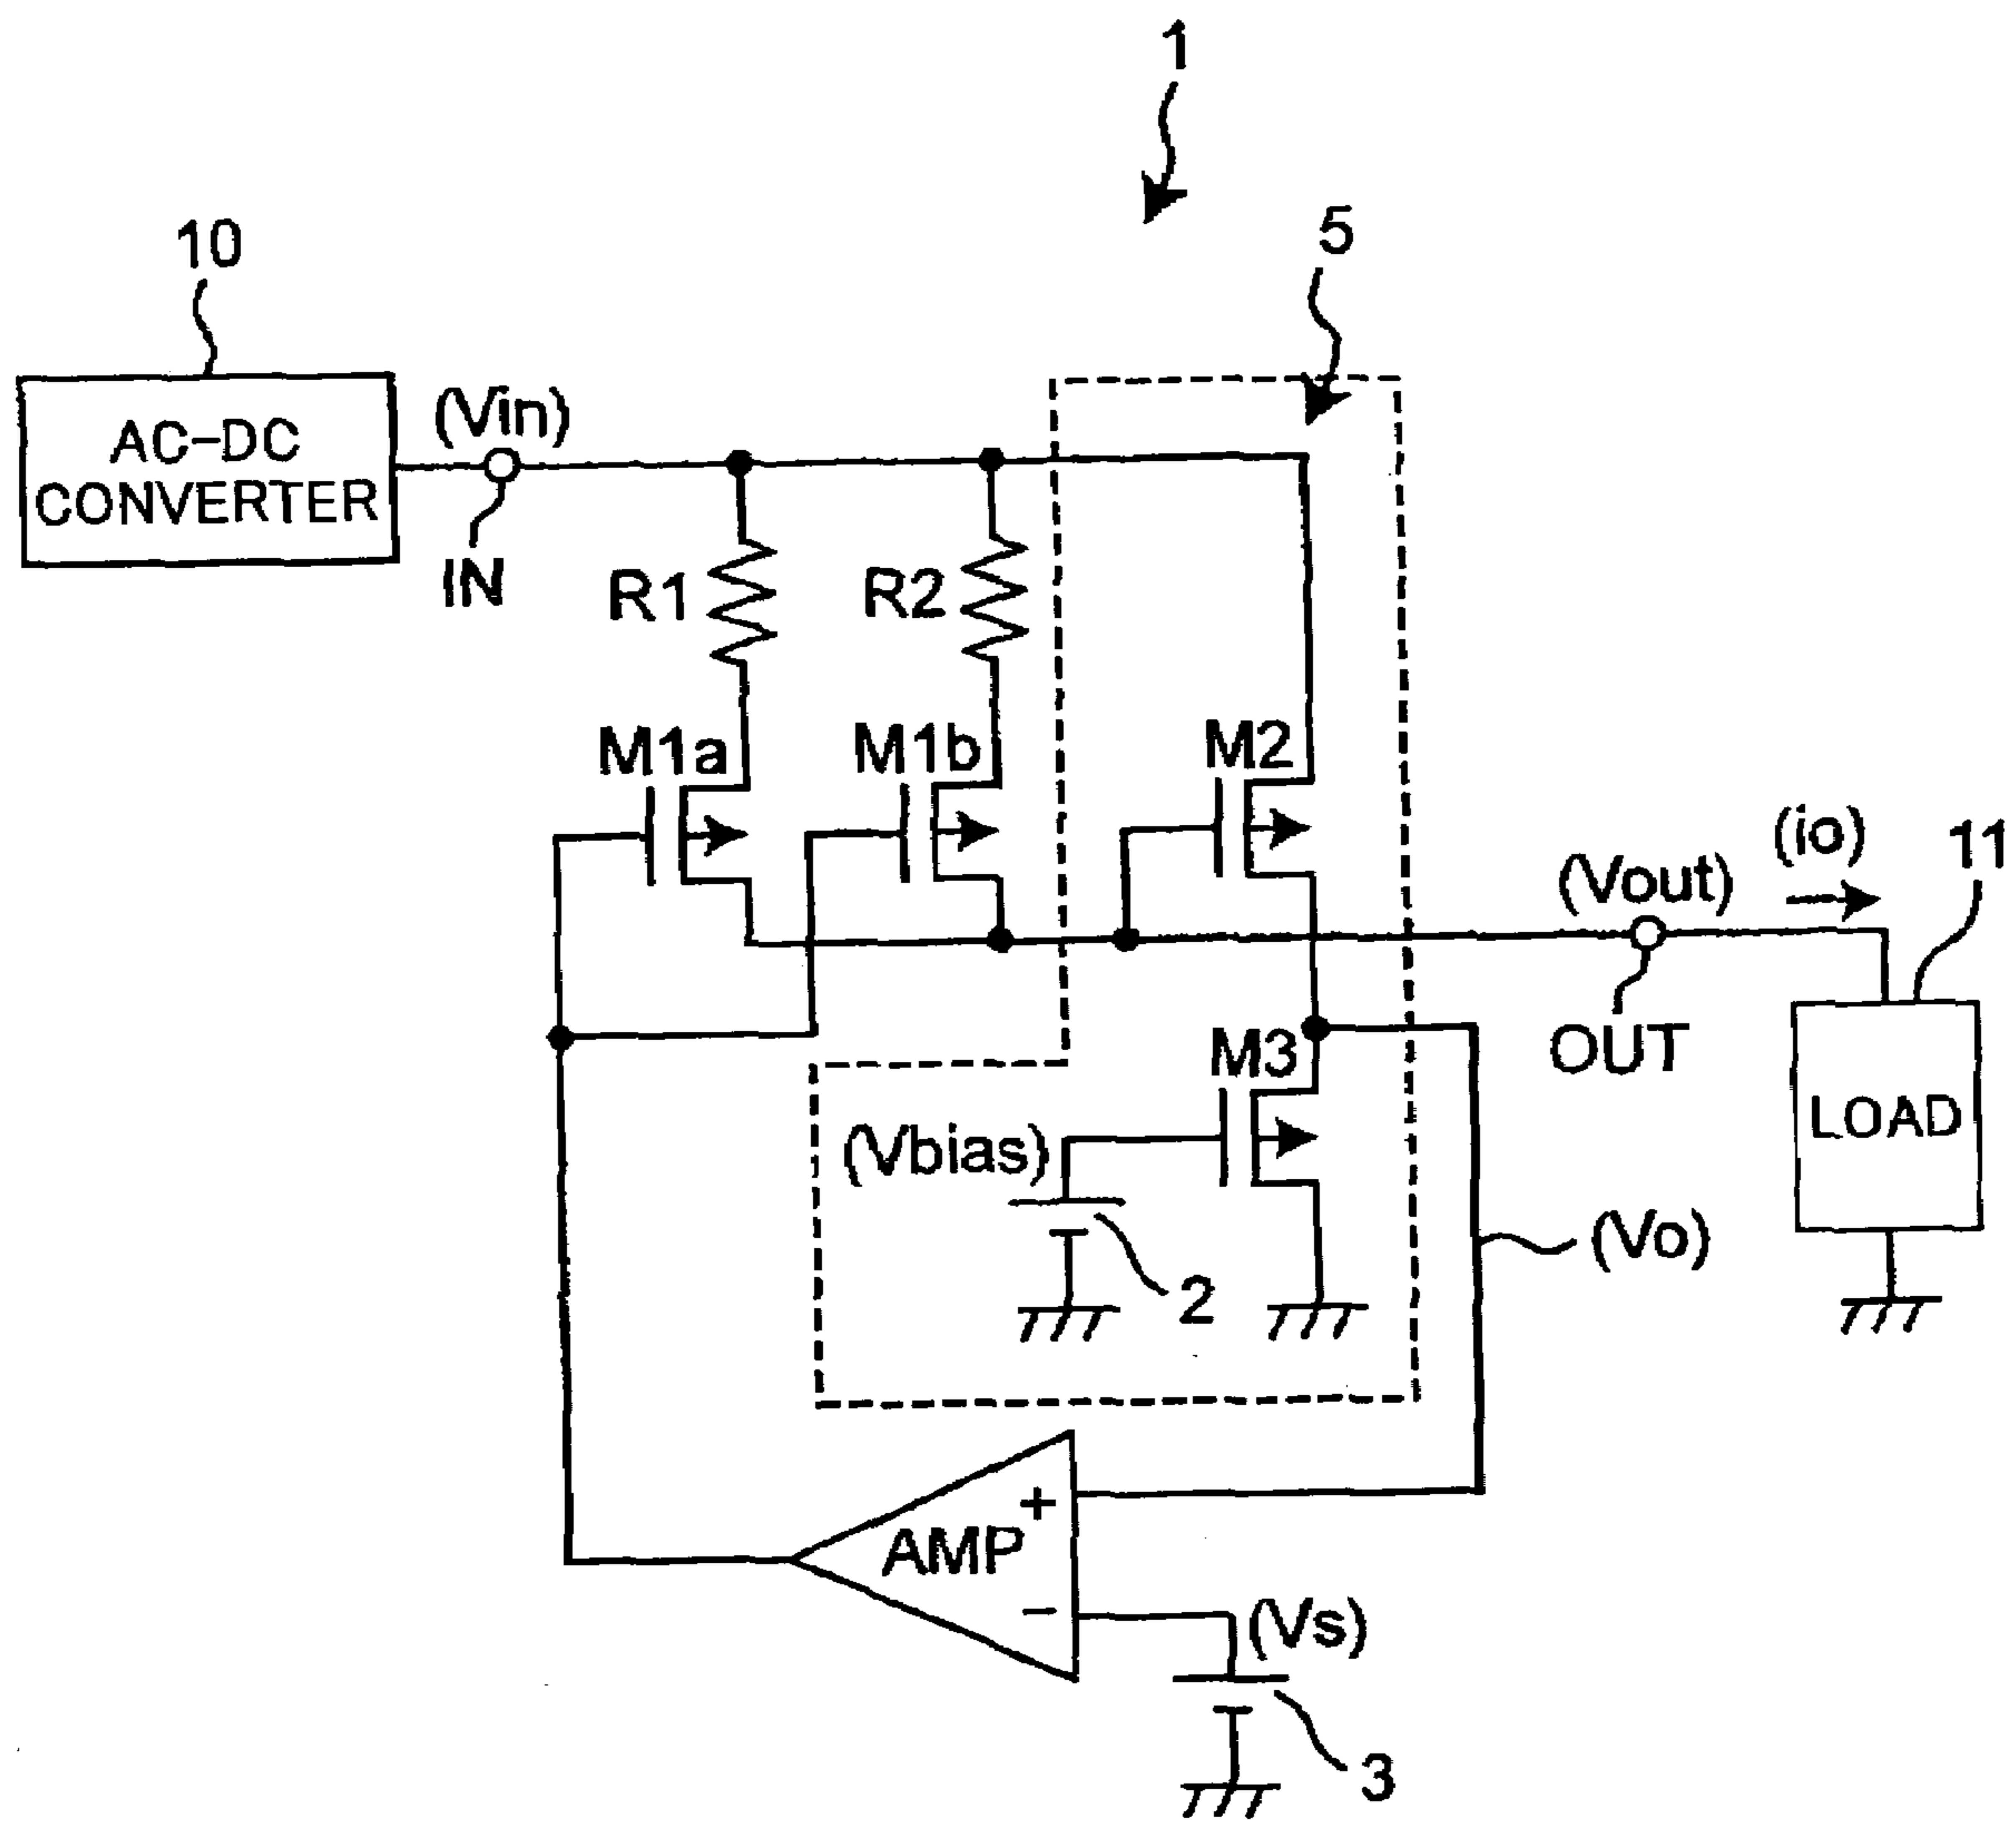 1
5
10
AC-DC
CONVERTER
(Vin)
IN
R1
R2
M1a
M1b
M2
(io)
11
(Vout)
OUT
LOAD
M3
(Vbias)
2
(Vo)
+
AMP
−
(Vs)
3